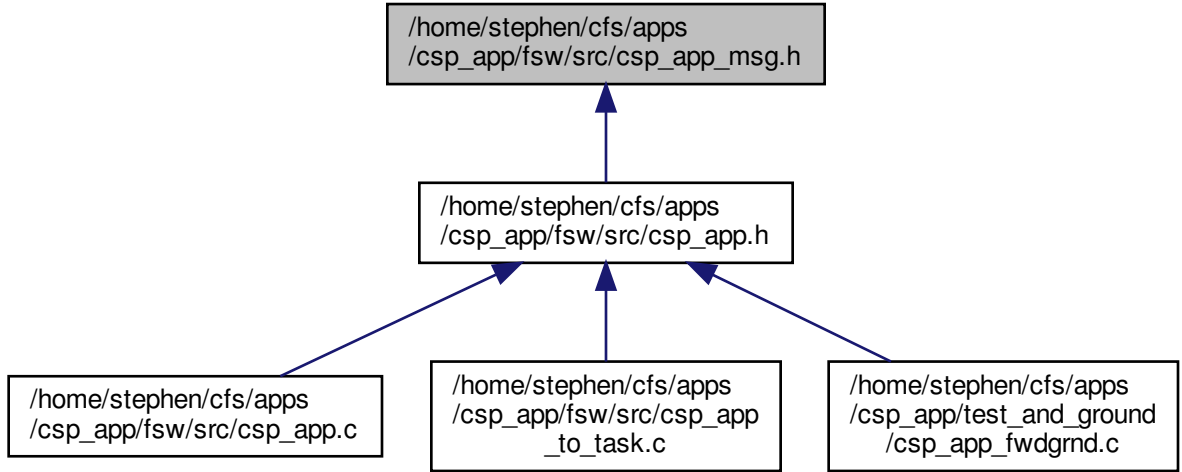 /home/stephen/cfs/apps
/csp_app/fsw/src/csp_app_msg.h
/home/stephen/cfs/apps
/csp_app/fsw/src/csp_app.h
/home/stephen/cfs/apps
/csp_app/fsw/src/csp_app.c
/home/stephen/cfs/apps
/csp_app/fsw/src/csp_app
_to_task.c
/home/stephen/cfs/apps
/csp_app/test_and_ground
/csp_app_fwdgrnd.c